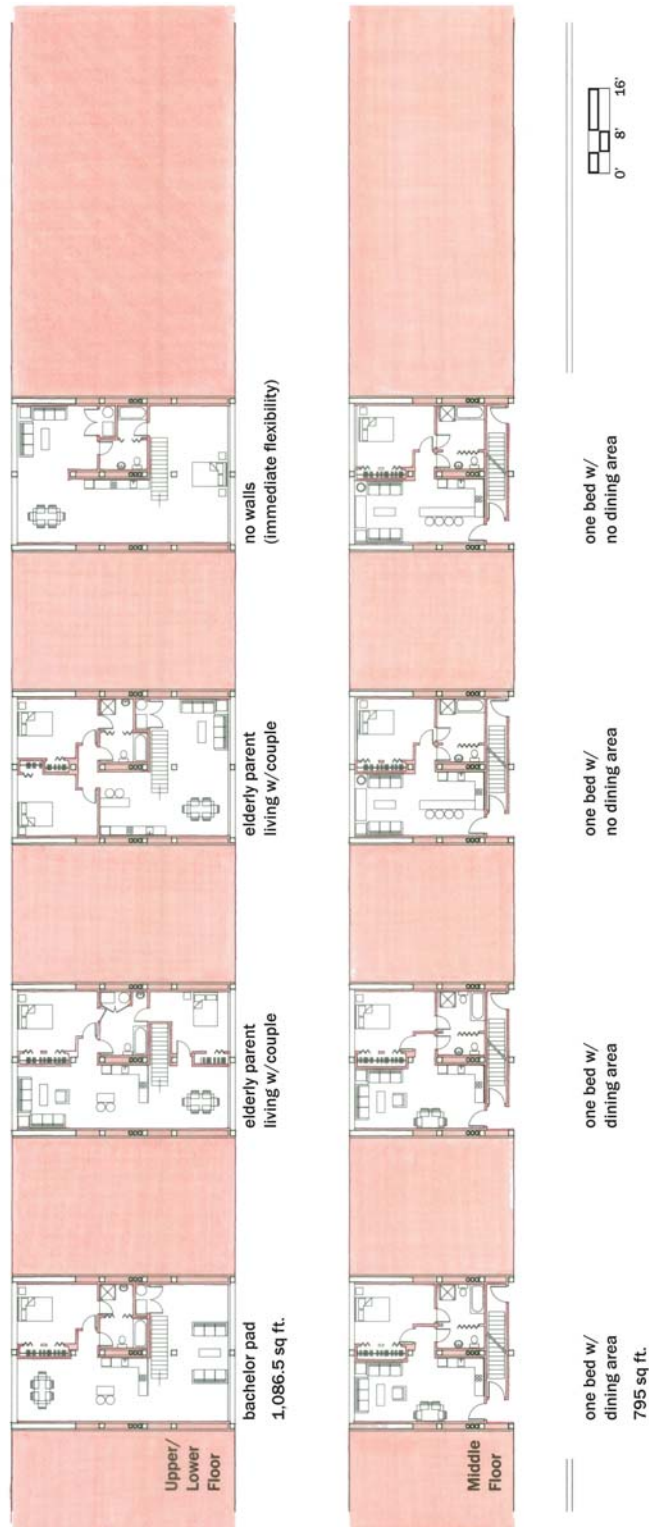 Upper/
Lower
Floor
bachelor pad
1,086.5 sq ft.
elderly parent
living w/ couple
elderly parent
living w/ couple
no walls
(immediate flexibility)
Middle
Floor
one bed w/
dining area
795 sq ft.
one bed w/
dining area
one bed w/
no dining area
one bed w/
no dining area
0' 8' 16'